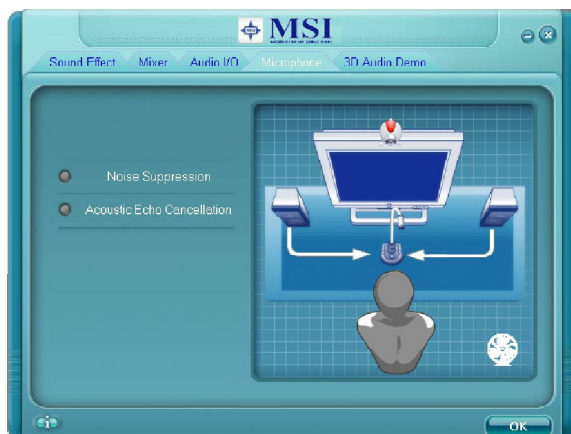 MSI
Sound Effect Mixer Audio I/O Microphone 3D Audio Demo
Noise Suppression
Acoustic Echo Cancellation
OK